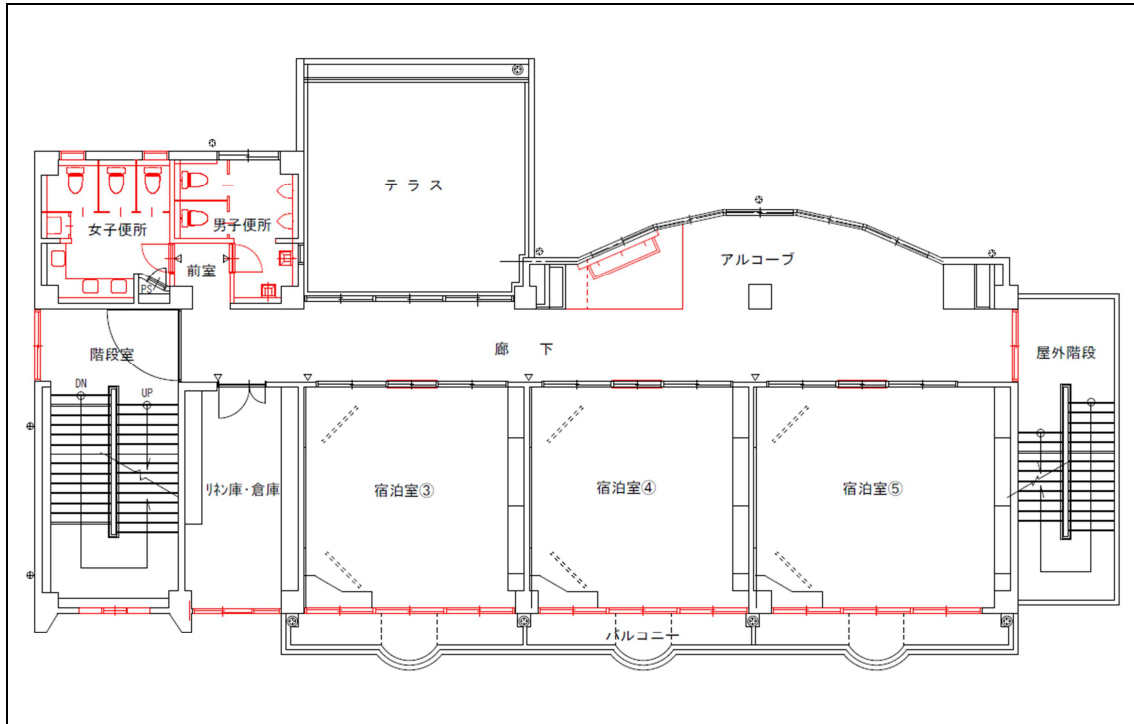 テラス
女子便所
男子便所
前室
PS
アルコーブ
階段室
廊下
屋外階段
DN
UP
ﾘﾈﾝ庫・倉庫
宿泊室③
宿泊室④
宿泊室⑤
バルコニー